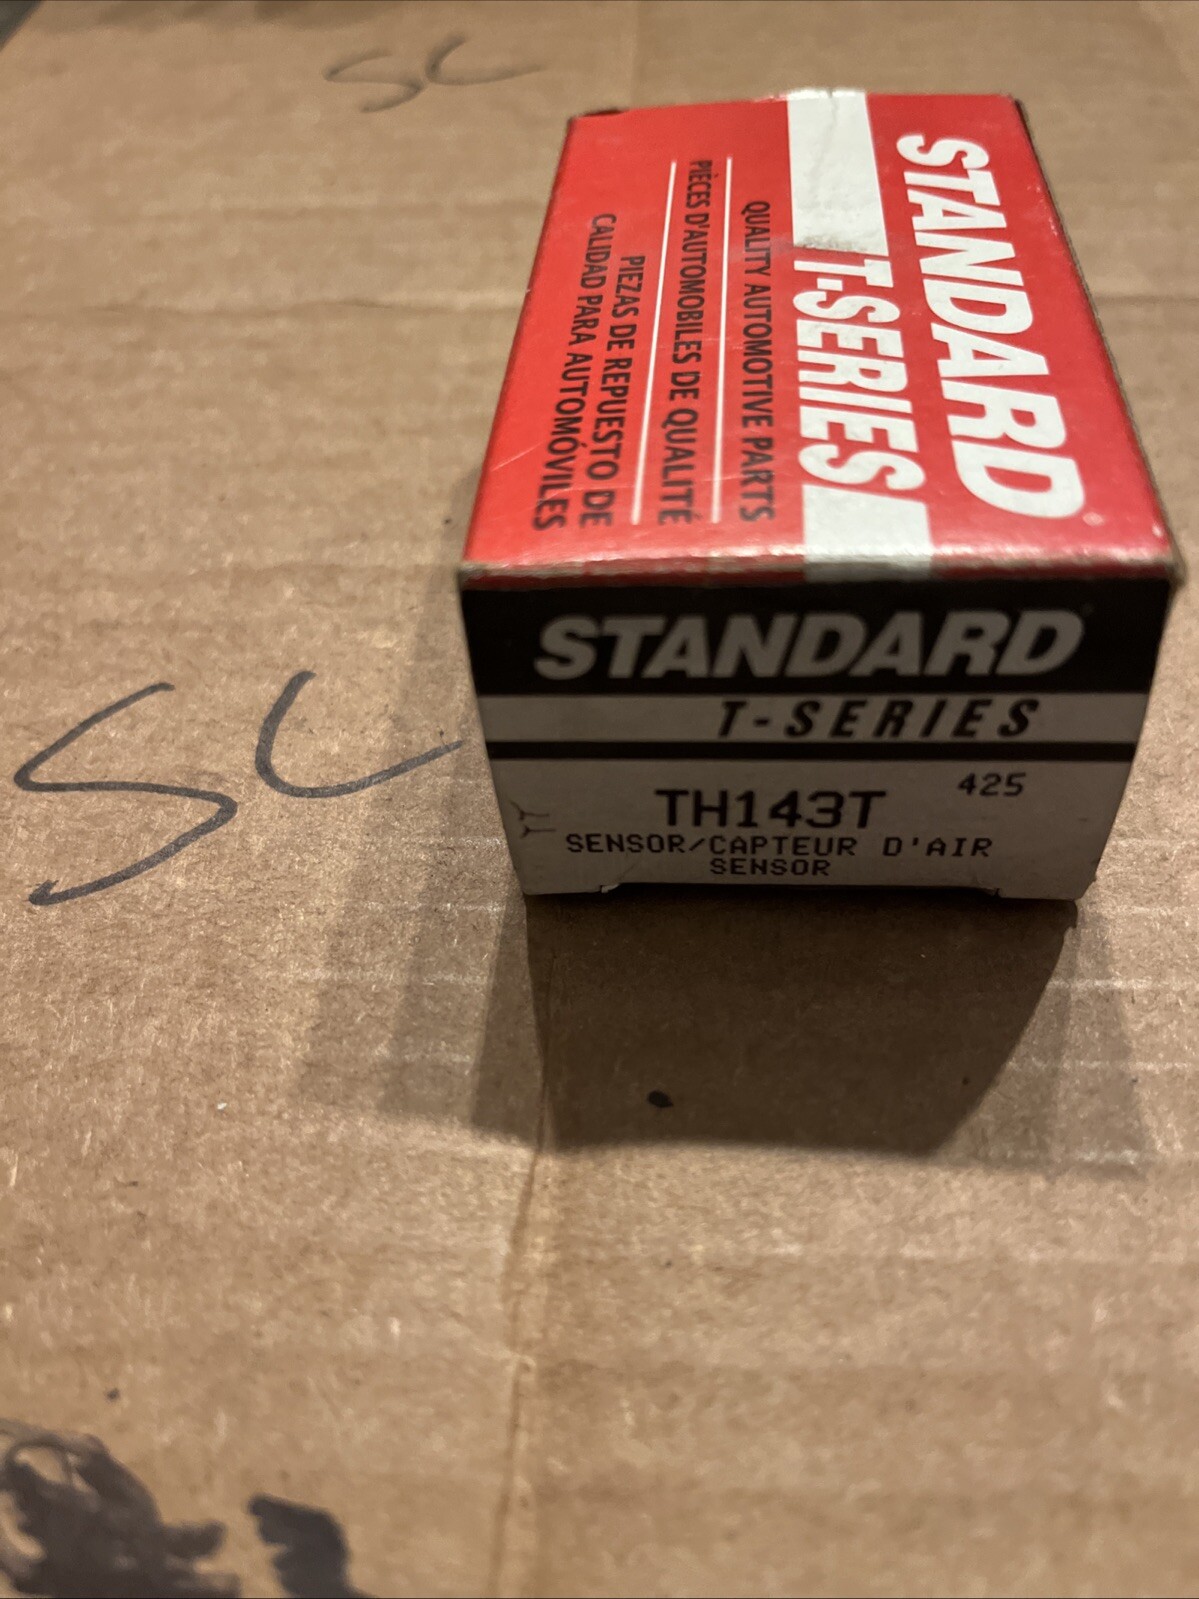 SC
STANDARD
T-SERIES
QUALITY AUTOMOTIVE PARTS
PIÈCES D'AUTOMOBILES DE QUALITÉ
PIEZAS DE REPUESTO DE
CALIDAD PARA AUTOMÓVILES
STANDARD
T-SERIES
425
TH143T
SENSOR/CAPTEUR D'AIR
SENSOR
SC